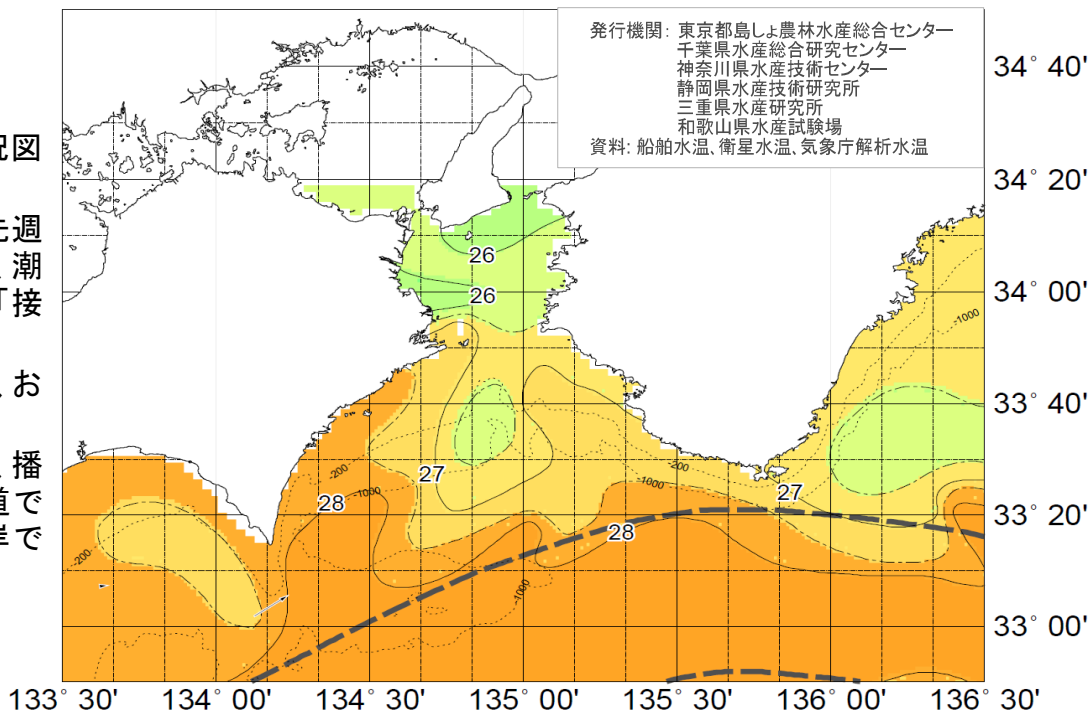 発行機関: 東京都島しょ農林水産総合センター
千葉県水産総合研究センター
神奈川県水産技術センター
静岡県水産技術研究所
三重県水産研究所
和歌山県水産試験場
資料: 船舶水温、衛星水温、気象庁解析水温
況図
先週
、潮
「接
、お
、播
道で
岸で
34° 40'
34° 20'
34° 00'
33° 40'
33° 20'
33° 00'
26
26
27
27
28
28
-1000
-200
-1000
-200
-1000
-200
-1000
133° 30'
134° 00'
134° 30'
135° 00'
135° 30'
136° 00'
136° 30'